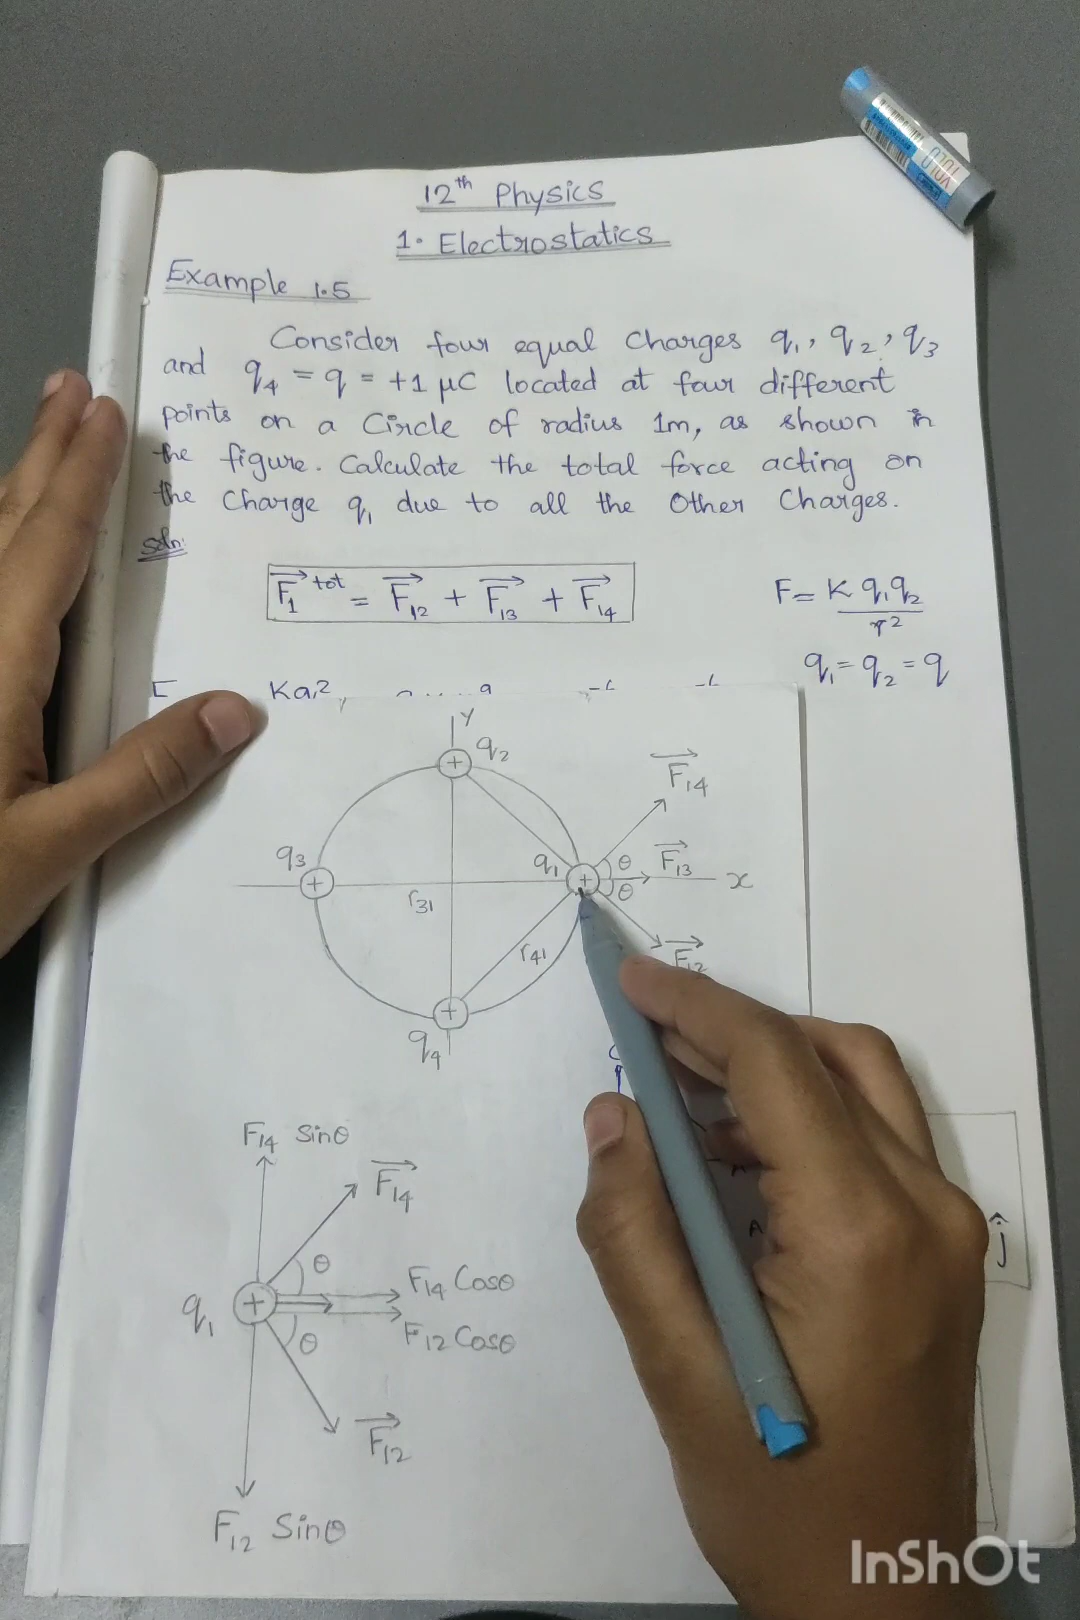 12th Physics
1. Electrostatics
Example 1.5
Consider four equal charges q1, q2, q3
and q4 = q = +1 μC located at four different
points on a Circle of radius 1m, as shown in
the figure. Calculate the total force acting on
the Charge q1 due to all the Other Charges.
Soln:
F1 tot = F12 + F13 + F14
F = K q1q2 / r2
q1 = q2 = q
Y
q2
F14
q3
q1
θ
F13
x
θ
r31
r41
F12
q4
F14 Sinθ
F14
θ
F14 Cosθ
q1
F12 Cosθ
θ
F12
F12 Sinθ
ĵ
VOLO
InShOt